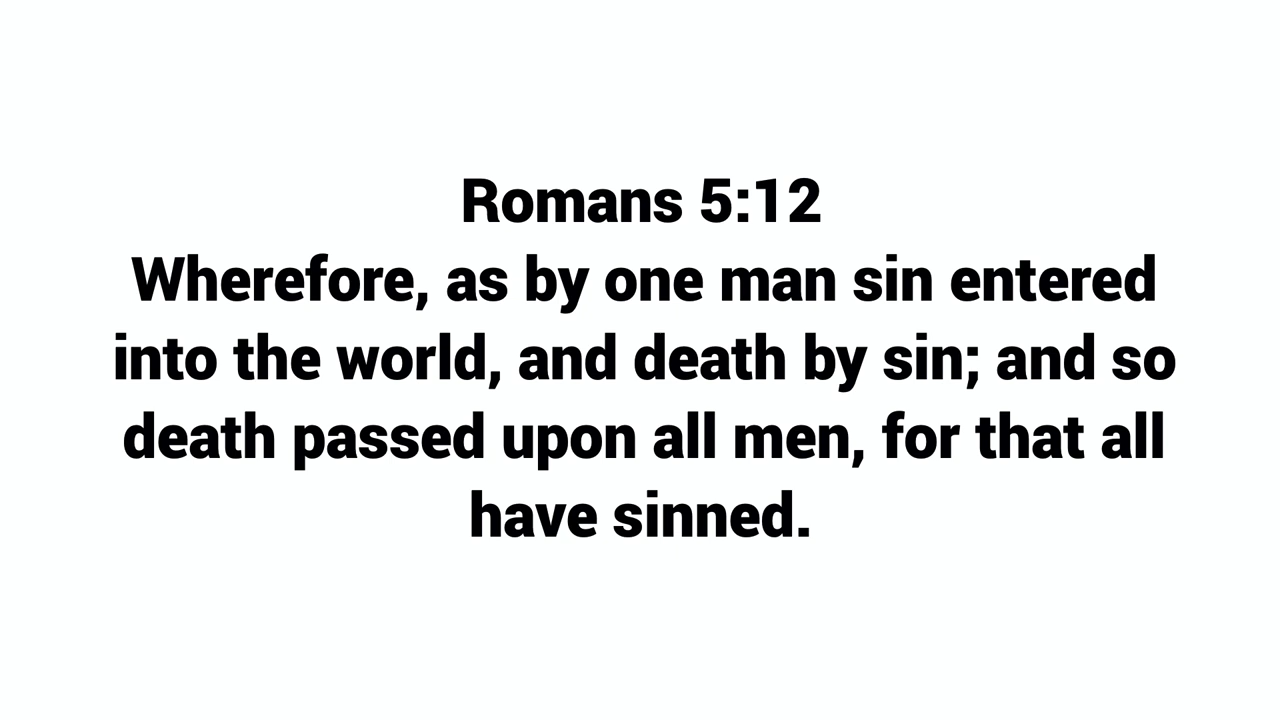 Romans 5:12
Wherefore, as by one man sin entered
into the world, and death by sin; and so
death passed upon all men, for that all
have sinned.